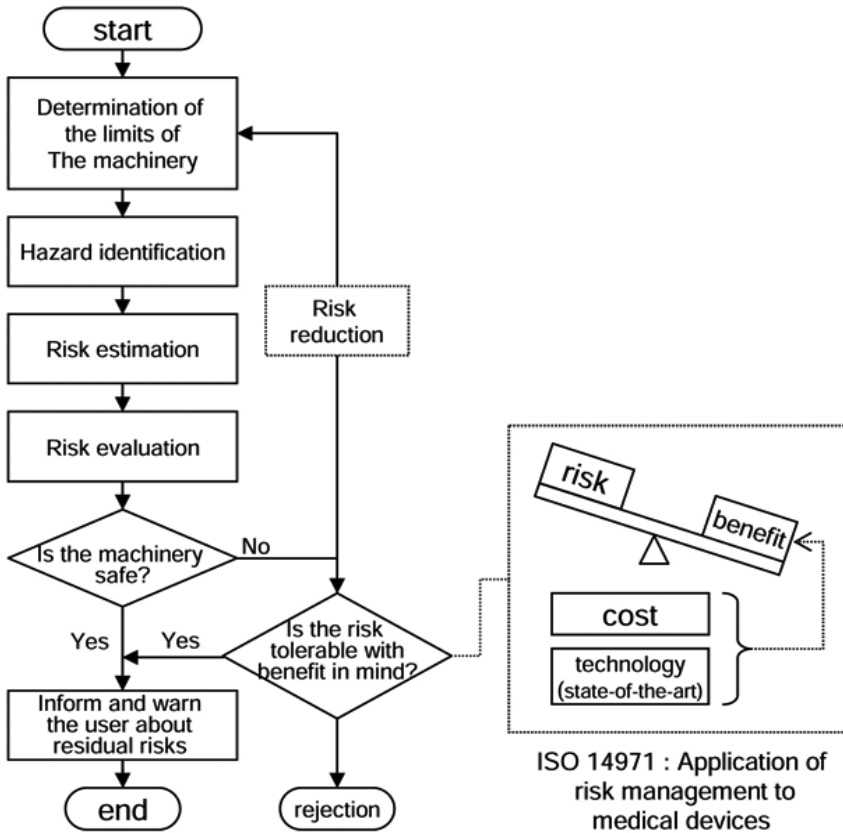 start
Determination of
the limits of
The machinery
Hazard identification
Risk estimation
Risk evaluation
Is the machinery
safe?
No
Yes
Risk
reduction
Is the risk
tolerable with
benefit in mind?
Yes
Inform and warn
the user about
residual risks
end
rejection
risk
benefit
cost
technology
(state-of-the-art)
ISO 14971 : Application of
risk management to
medical devices